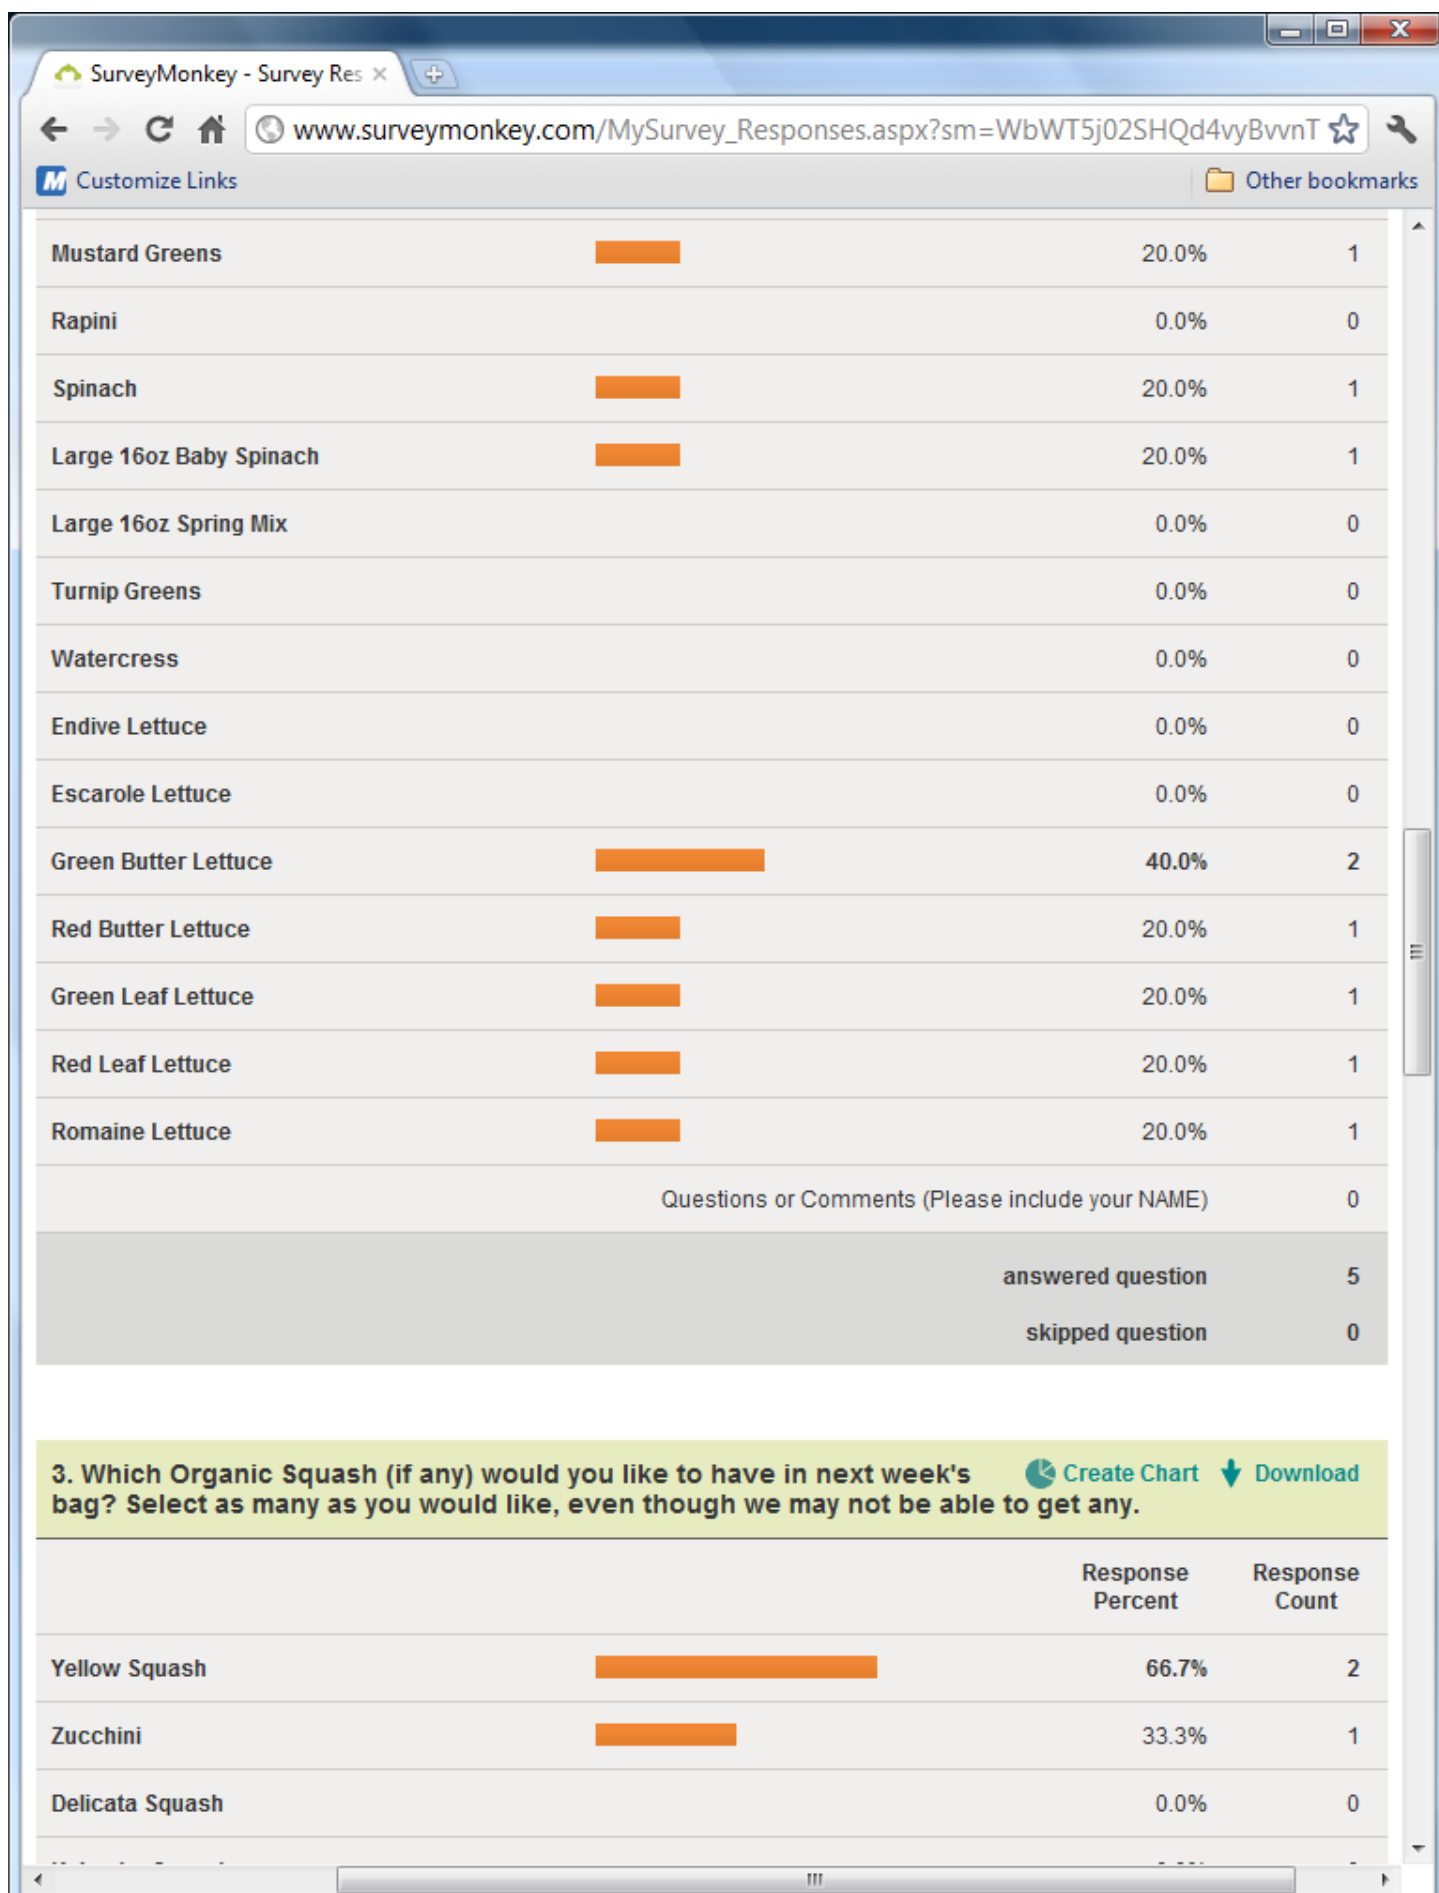 SurveyMonkey - Survey Res
www.surveymonkey.com/MySurvey_Responses.aspx?sm=WbWT5j02SHQd4vyBvvnT
Customize Links Other bookmarks
Mustard Greens 20.0% 1
Rapini 0.0% 0
Spinach 20.0% 1
Large 16oz Baby Spinach 20.0% 1
Large 16oz Spring Mix 0.0% 0
Turnip Greens 0.0% 0
Watercress 0.0% 0
Endive Lettuce 0.0% 0
Escarole Lettuce 0.0% 0
Green Butter Lettuce 40.0% 2
Red Butter Lettuce 20.0% 1
Green Leaf Lettuce 20.0% 1
Red Leaf Lettuce 20.0% 1
Romaine Lettuce 20.0% 1
Questions or Comments (Please include your NAME) 0
answered question 5
skipped question 0
3. Which Organic Squash (if any) would you like to have in next week's Create Chart Download
bag? Select as many as you would like, even though we may not be able to get any.
Response Response
Percent Count
Yellow Squash 66.7% 2
Zucchini 33.3% 1
Delicata Squash 0.0% 0